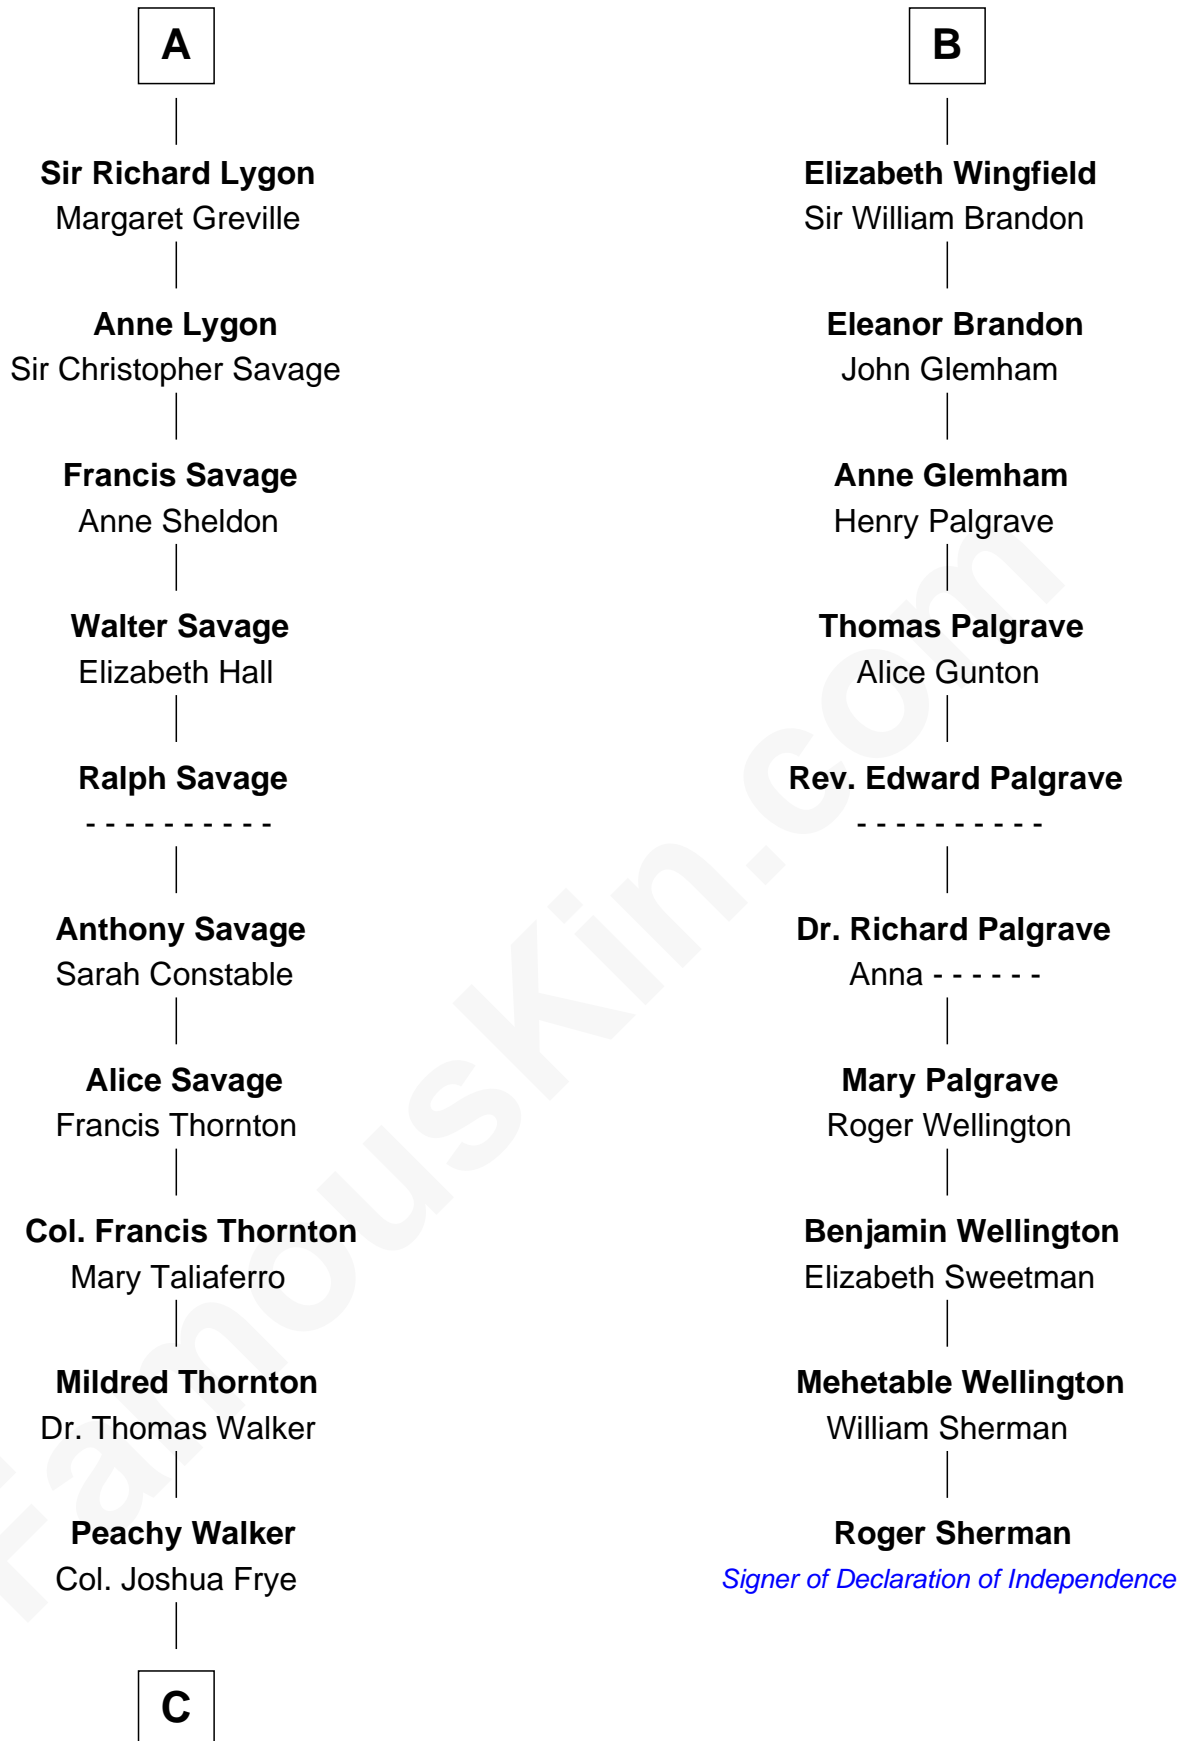 A
Sir Richard Lygon
Margaret Greville
Anne Lygon
Sir Christopher Savage
Francis Savage
Anne Sheldon
Walter Savage
Elizabeth Hall
Ralph Savage
- - - - - - - - - -
Anthony Savage
Sarah Constable
Alice Savage
Francis Thornton
Col. Francis Thornton
Mary Taliaferro
Mildred Thornton
Dr. Thomas Walker
Peachy Walker
Col. Joshua Frye
C
B
Elizabeth Wingfield
Sir William Brandon
Eleanor Brandon
John Glemham
Anne Glemham
Henry Palgrave
Thomas Palgrave
Alice Gunton
Rev. Edward Palgrave
- - - - - - - - - -
Dr. Richard Palgrave
Anna - - - - - -
Mary Palgrave
Roger Wellington
Benjamin Wellington
Elizabeth Sweetman
Mehetable Wellington
William Sherman
Roger Sherman
Signer of Declaration of Independence
FamousKin.com